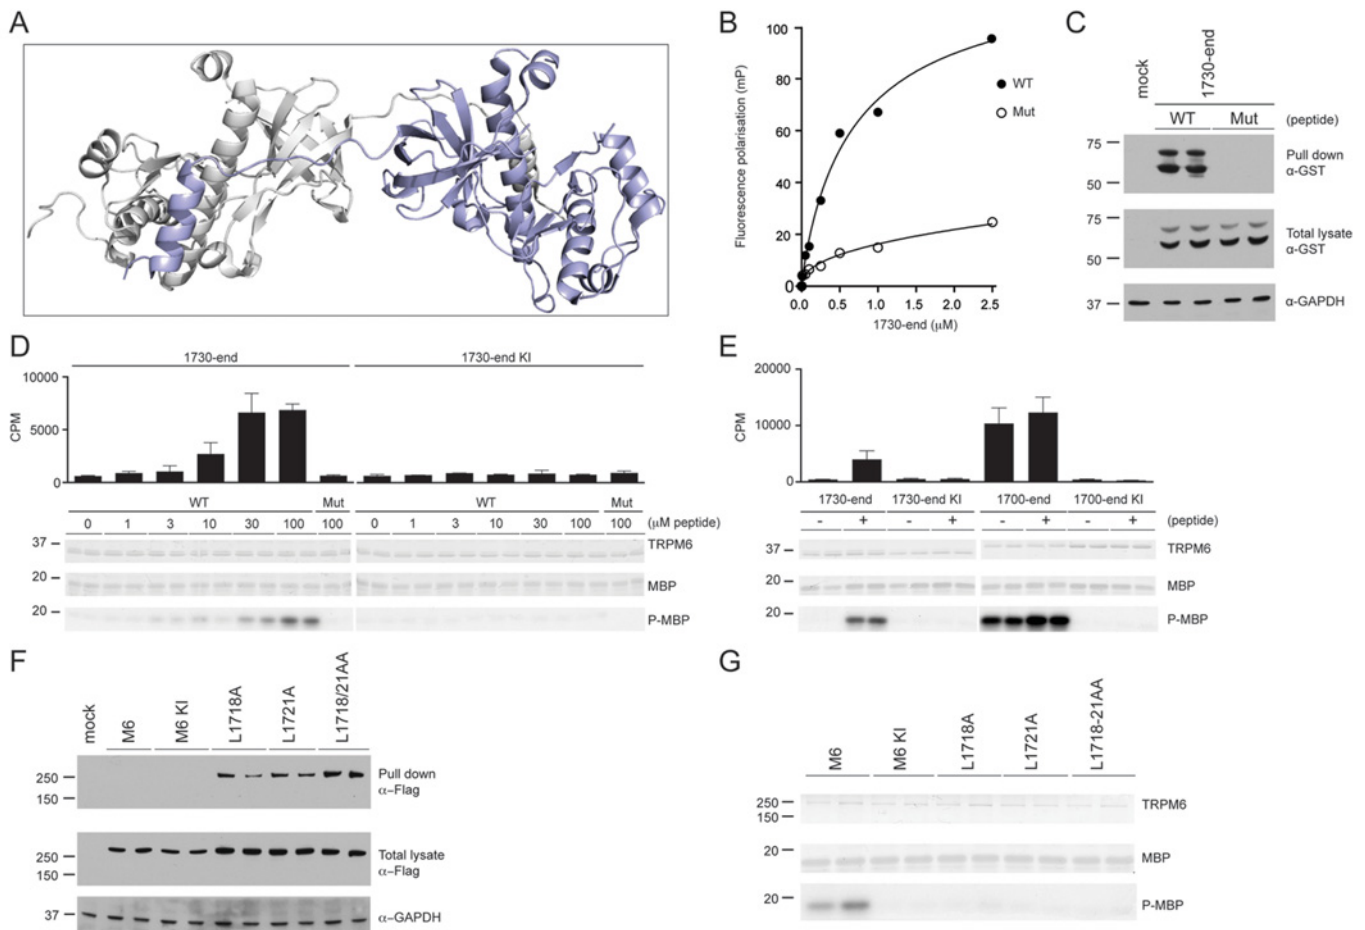 A
B
Fluorescence polarisation (mP)
100
80
60
40
20
0
0.0 0.5 1.0 1.5 2.0 2.5
1730-end (μM)
WT
Mut
C
mock
1730-end
WT Mut (peptide)
75
50
Pull down
α-GST
75
50
Total lysate
α-GST
37
α-GAPDH
D
1730-end 1730-end KI
CPM
10000
5000
0
WT Mut WT Mut
0 1 3 10 30 100 100 0 1 3 10 30 100 100 (μM peptide)
37 TRPM6
20 MBP
20 P-MBP
E
CPM
20000
10000
0
1730-end 1730-end KI 1700-end 1700-end KI
- + - + - + - + (peptide)
37 TRPM6
20 MBP
20 P-MBP
F
mock M6 M6 KI L1718A L1721A L1718/21AA
250
150
Pull down
α–Flag
250
150
Total lysate
α–Flag
37
α–GAPDH
G
M6 M6 KI L1718A L1721A L1718-21AA
250
150
TRPM6
20 MBP
20 P-MBP